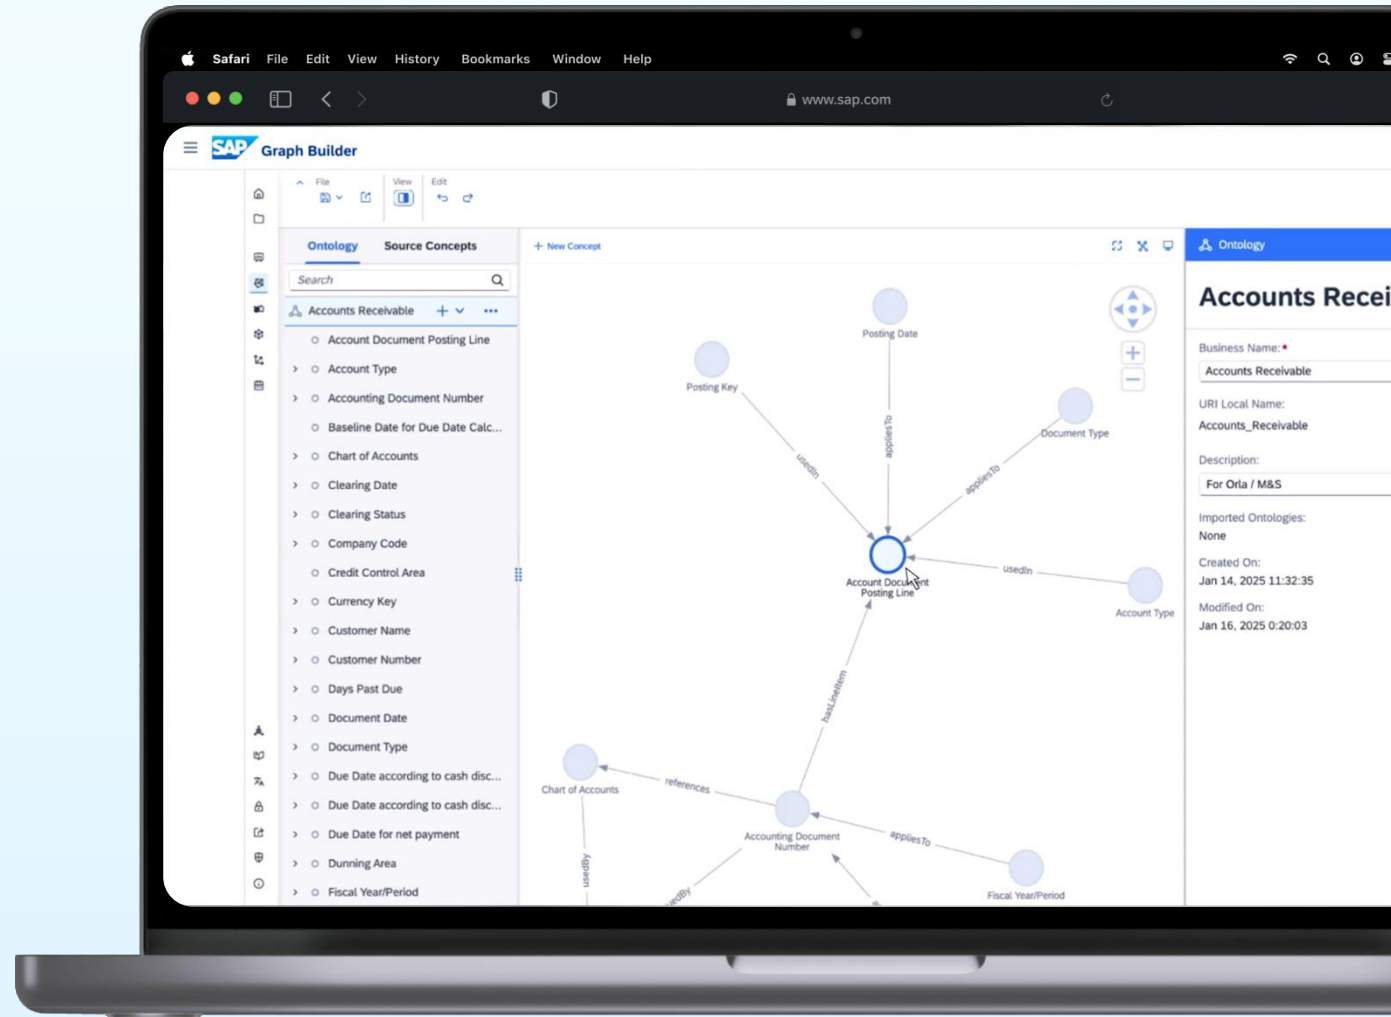 Safari File Edit View History Bookmarks Window Help
www.sap.com
SAP Graph Builder
File View Edit
Ontology Source Concepts
Search
Accounts Receivable
Account Document Posting Line
Account Type
Accounting Document Number
Baseline Date for Due Date Calc...
Chart of Accounts
Clearing Date
Clearing Status
Company Code
Credit Control Area
Currency Key
Customer Name
Customer Number
Days Past Due
Document Date
Document Type
Due Date according to cash disc...
Due Date according to cash disc...
Due Date for net payment
Dunning Area
Fiscal Year/Period
+ New Concept
Posting Date
Posting Key
Document Type
appliesTo
usedIn
appliesTo
Account Document
Posting Line
usedIn
Account Type
hasLineItem
Chart of Accounts
references
Accounting Document
Number
appliesTo
usedBy
Fiscal Year/Period
Ontology
Accounts Recei
Business Name:
Accounts Receivable
URI Local Name:
Accounts_Receivable
Description:
For Orla / M&S
Imported Ontologies:
None
Created On:
Jan 14, 2025 11:32:35
Modified On:
Jan 16, 2025 0:20:03